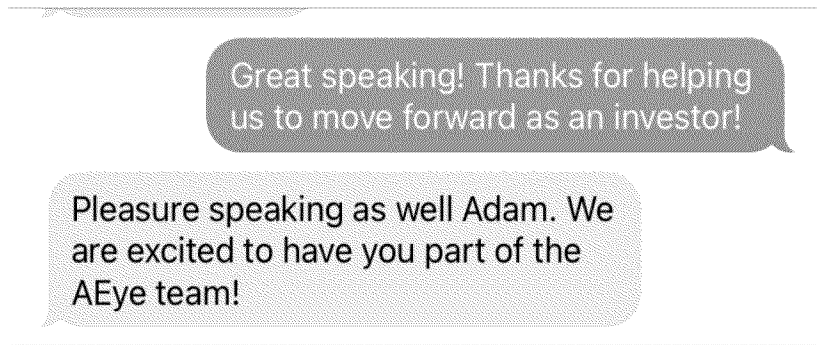 Great speaking! Thanks for helping
us to move forward as an investor!
Pleasure speaking as well Adam. We
are excited to have you part of the
AEye team!